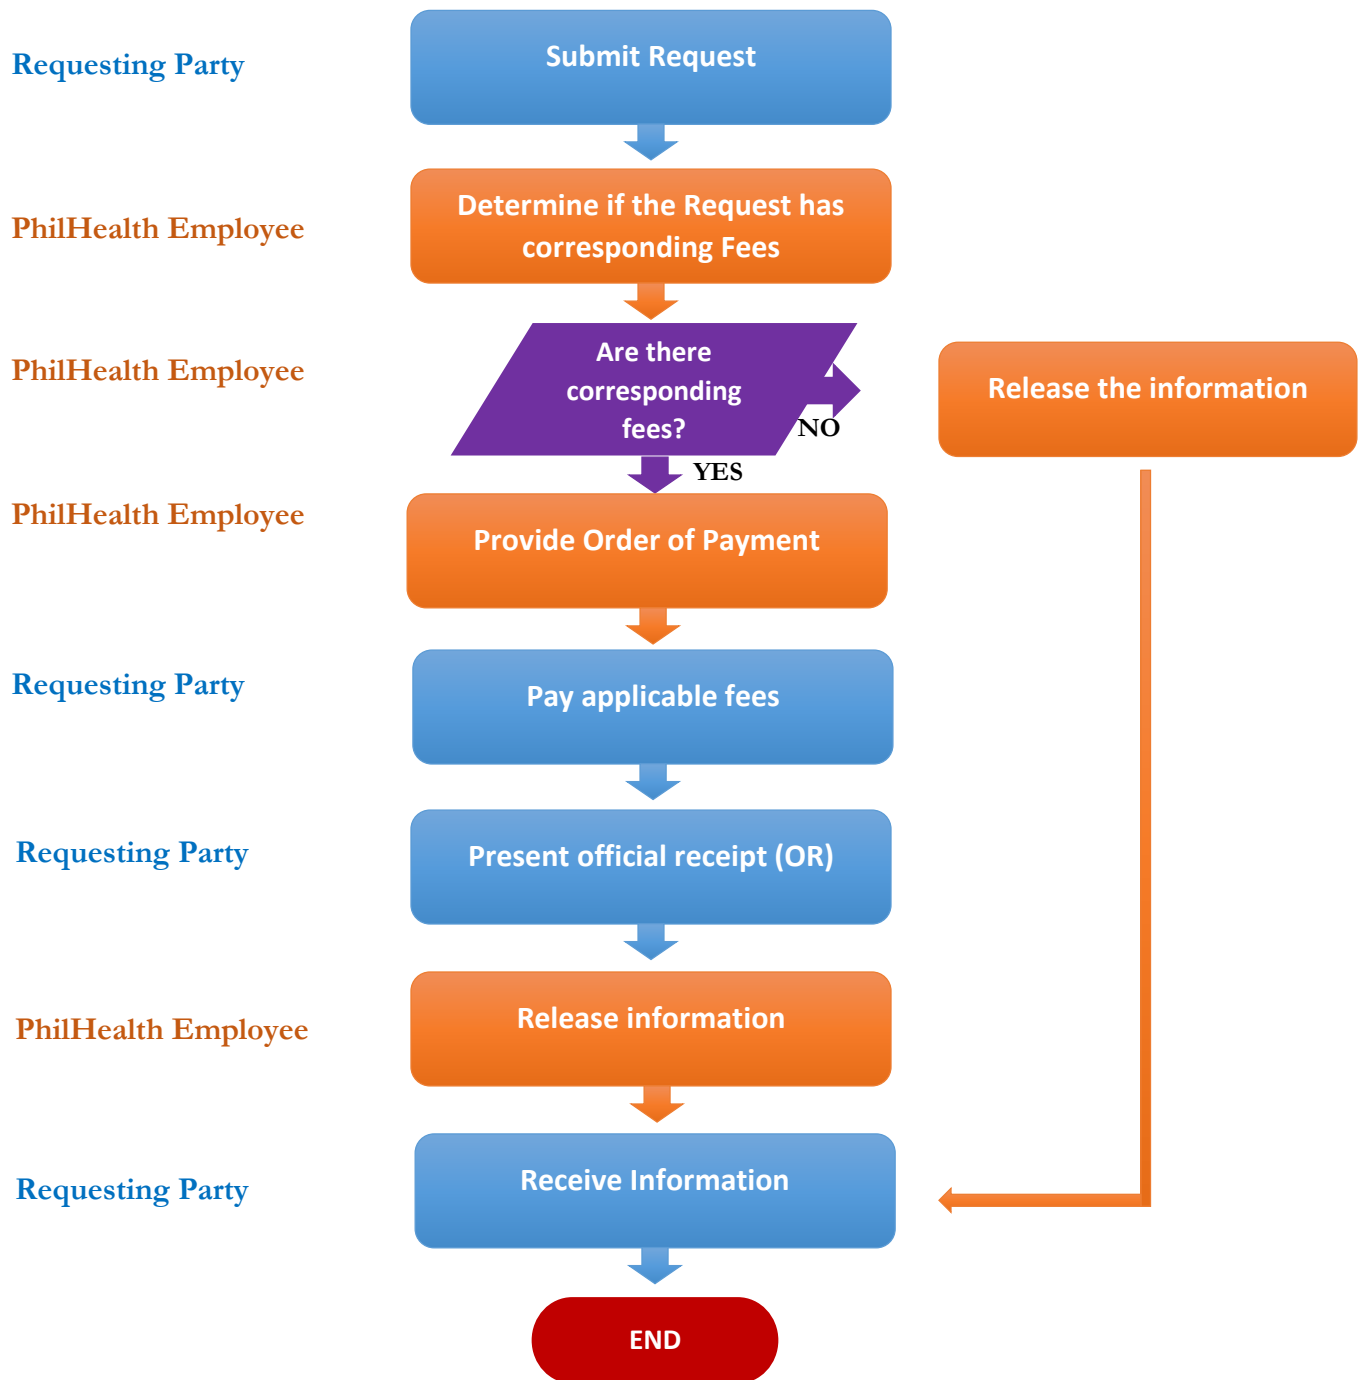 Requesting Party
Submit Request
PhilHealth Employee
Determine if the Request has
corresponding Fees
PhilHealth Employee
Are there
corresponding
fees?
NO
Release the information
YES
PhilHealth Employee
Provide Order of Payment
Requesting Party
Pay applicable fees
Requesting Party
Present official receipt (OR)
PhilHealth Employee
Release information
Requesting Party
Receive Information
END